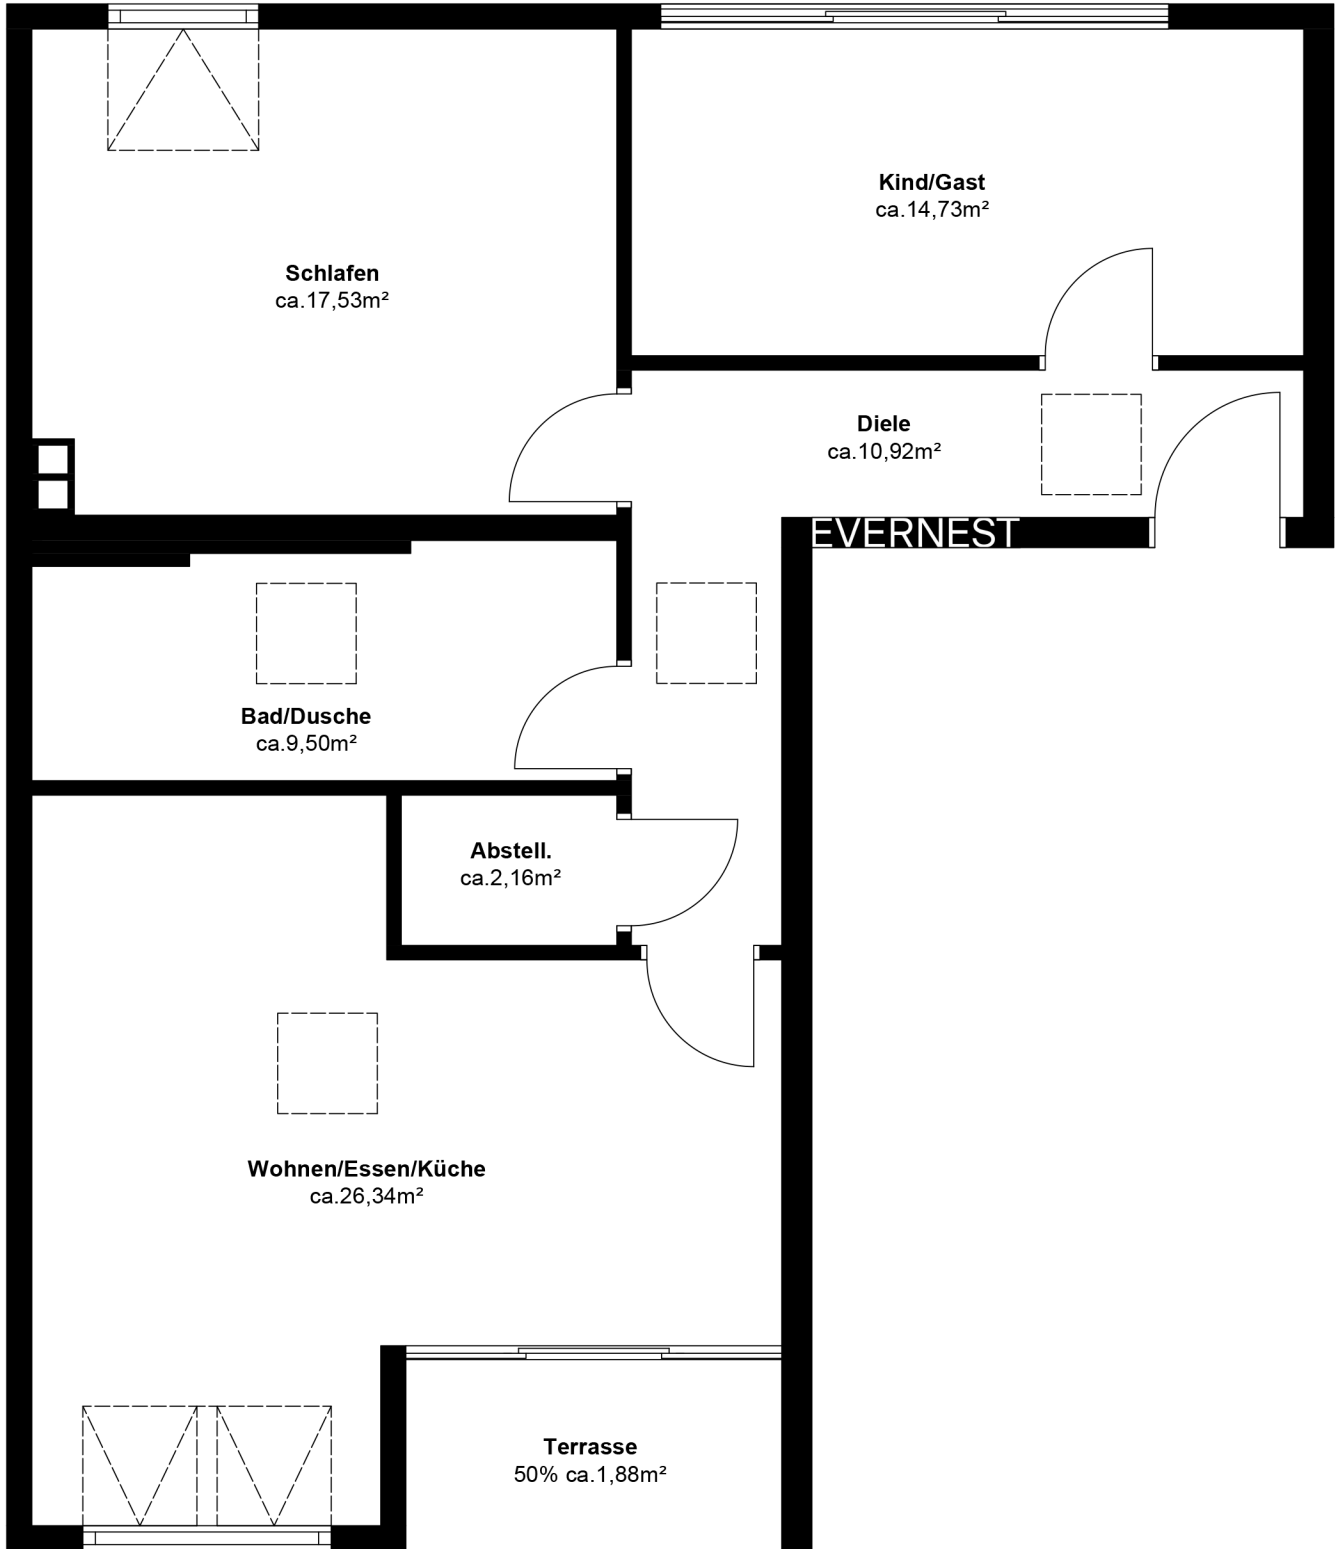 Kind/Gast
ca.14,73m²
Schlafen
ca.17,53m²
Diele
ca.10,92m²
EVERNEST
Bad/Dusche
ca.9,50m²
Abstell.
ca.2,16m²
Wohnen/Essen/Küche
ca.26,34m²
Terrasse
50% ca.1,88m²